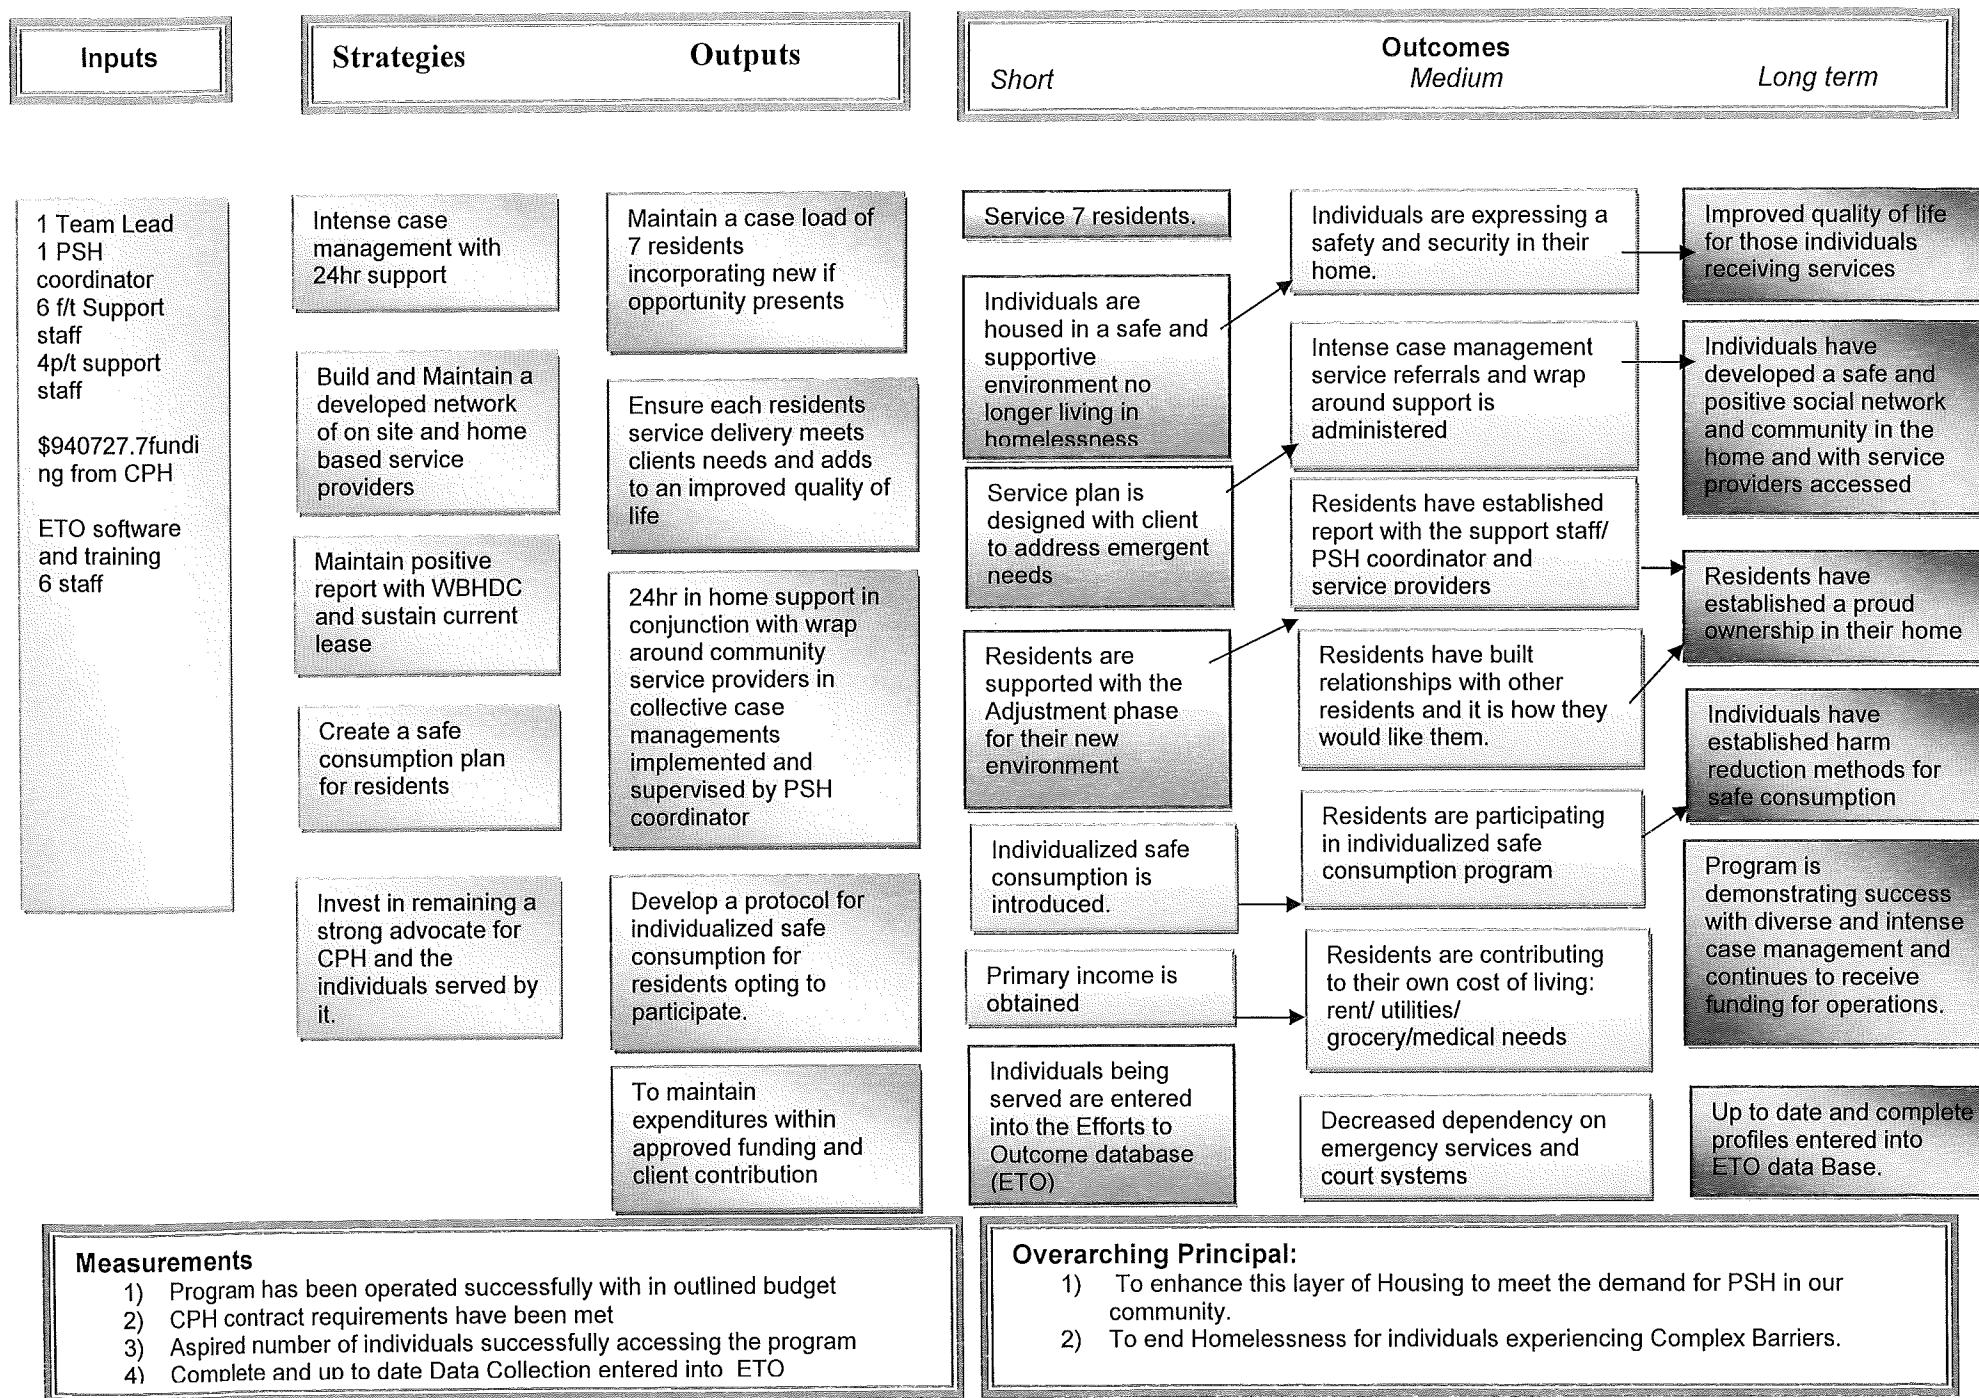 Inputs
Strategies
Outputs
Outcomes
Short
Medium
Long term
1 Team Lead
1 PSH
coordinator
6 f/t Support
staff
4p/t support
staff
$940727.7fundi
ng from CPH
ETO software
and training
6 staff
Intense case
management with
24hr support
Build and Maintain a
developed network
of on site and home
based service
providers
Maintain positive
report with WBHDC
and sustain current
lease
Create a safe
consumption plan
for residents
Invest in remaining a
strong advocate for
CPH and the
individuals served by
it.
Maintain a case load of
7 residents
incorporating new if
opportunity presents
Ensure each residents
service delivery meets
clients needs and adds
to an improved quality of
life
24hr in home support in
conjunction with wrap
around community
service providers in
collective case
managements
implemented and
supervised by PSH
coordinator
Develop a protocol for
individualized safe
consumption for
residents opting to
participate.
To maintain
expenditures within
approved funding and
client contribution
Service 7 residents.
Individuals are
housed in a safe and
supportive
environment no
longer living in
homelessness
Service plan is
designed with client
to address emergent
needs
Residents are
supported with the
Adjustment phase
for their new
environment
Individualized safe
consumption is
introduced.
Primary income is
obtained
Individuals being
served are entered
into the Efforts to
Outcome database
(ETO)
Individuals are expressing a
safety and security in their
home.
Intense case management
service referrals and wrap
around support is
administered
Residents have established
report with the support staff/
PSH coordinator and
service providers
Residents have built
relationships with other
residents and it is how they
would like them.
Residents are participating
in individualized safe
consumption program
Residents are contributing
to their own cost of living:
rent/ utilities/
grocery/medical needs
Decreased dependency on
emergency services and
court systems
Improved quality of life
for those individuals
receiving services
Individuals have
developed a safe and
positive social network
and community in the
home and with service
providers accessed
Residents have
established a proud
ownership in their home
Individuals have
established harm
reduction methods for
safe consumption
Program is
demonstrating success
with diverse and intense
case management and
continues to receive
funding for operations.
Up to date and complete
profiles entered into
ETO data Base.
Measurements
1) Program has been operated successfully with in outlined budget
2) CPH contract requirements have been met
3) Aspired number of individuals successfully accessing the program
4) Complete and up to date Data Collection entered into ETO
Overarching Principal:
1) To enhance this layer of Housing to meet the demand for PSH in our
community.
2) To end Homelessness for individuals experiencing Complex Barriers.